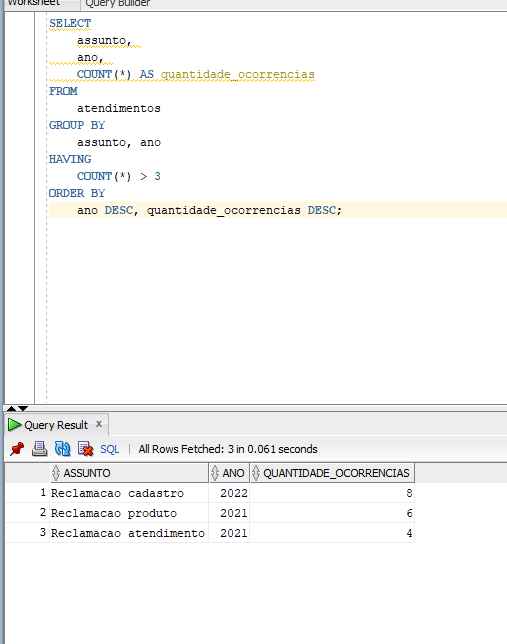 Worksheet Query Builder
SELECT
assunto,
ano,
COUNT(*) AS quantidade_ocorrencias
FROM
atendimentos
GROUP BY
assunto, ano
HAVING
COUNT(*) > 3
ORDER BY
ano DESC, quantidade_ocorrencias DESC;
Query Result x
SQL | All Rows Fetched: 3 in 0.061 seconds
ASSUNTO ANO QUANTIDADE_OCORRENCIAS
1 Reclamacao cadastro 2022 8
2 Reclamacao produto 2021 6
3 Reclamacao atendimento 2021 4